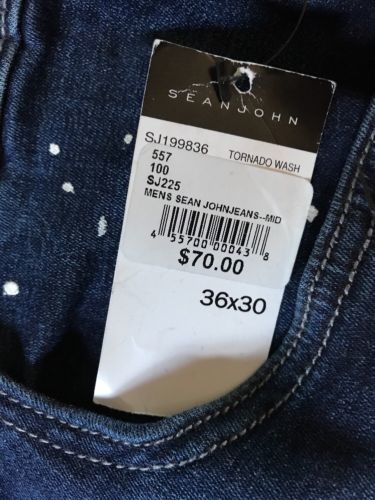 SEANJOHN
SJ199836 TORNADO WASH
557
100
SJ225
MENS SEAN JOHNJEANS--MID
4 55700 00043 8
$70.00
36x30